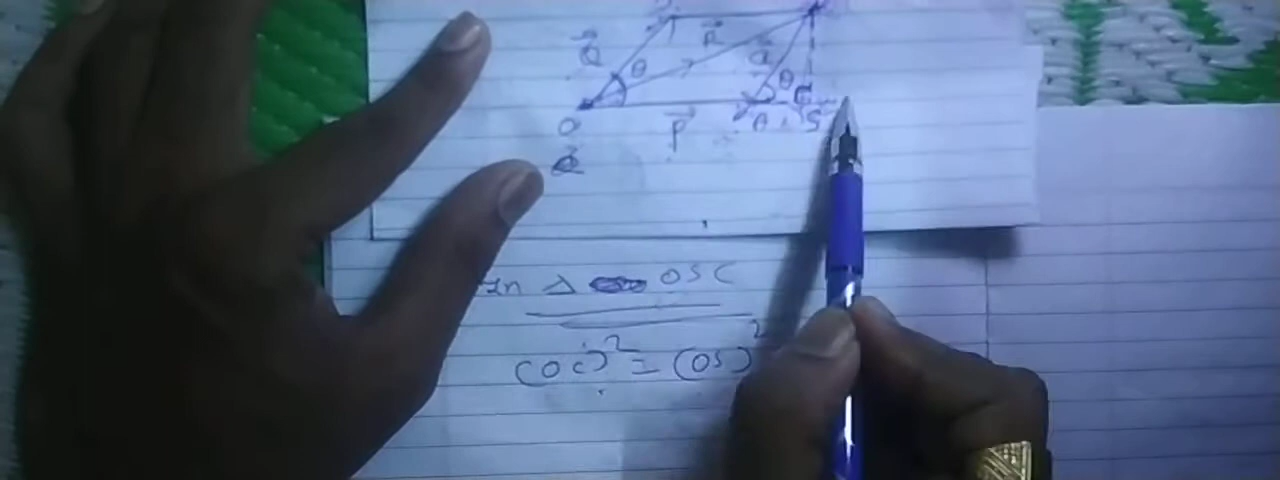 Q θ R Q θ
O P A S
In Δ OSC
(OC)² = (OS)²